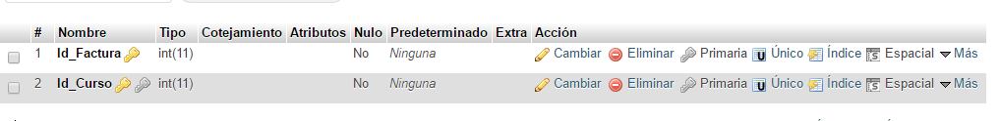 # Nombre Tipo Cotejamiento Atributos Nulo Predeterminado Extra Acción
1 Id_Factura int(11) No Ninguna Cambiar Eliminar Primaria Único Índice Espacial Más
2 Id_Curso int(11) No Ninguna Cambiar Eliminar Primaria Único Índice Espacial Más